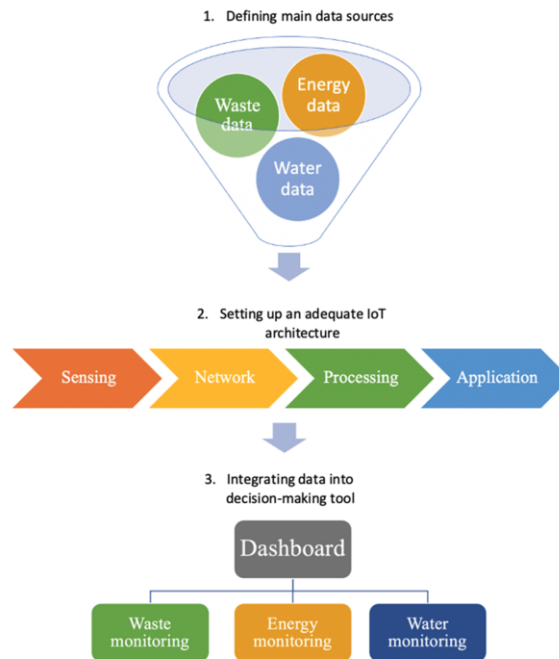 1. Defining main data sources
Energy
data
Waste
data
Water
data
2. Setting up an adequate IoT
architecture
Sensing
Network
Processing
Application
3. Integrating data into
decision-making tool
Dashboard
Waste
monitoring
Energy
monitoring
Water
monitoring